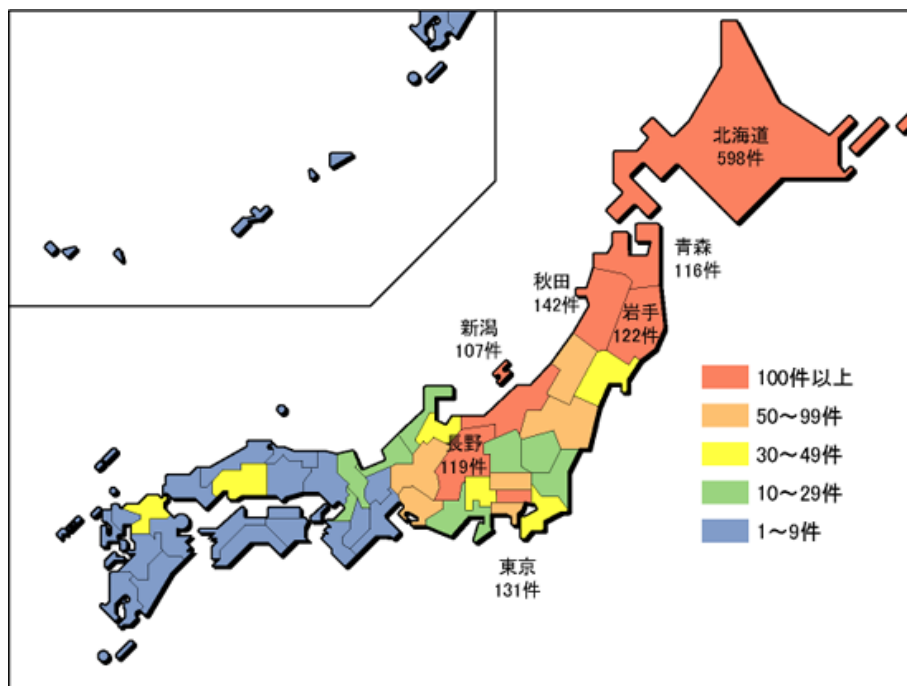 北海道
598件
青森
116件
秋田
142件
岩手
122件
新潟
107件
100件以上
50～99件
30～49件
10～29件
1～9件
長野
119件
東京
131件